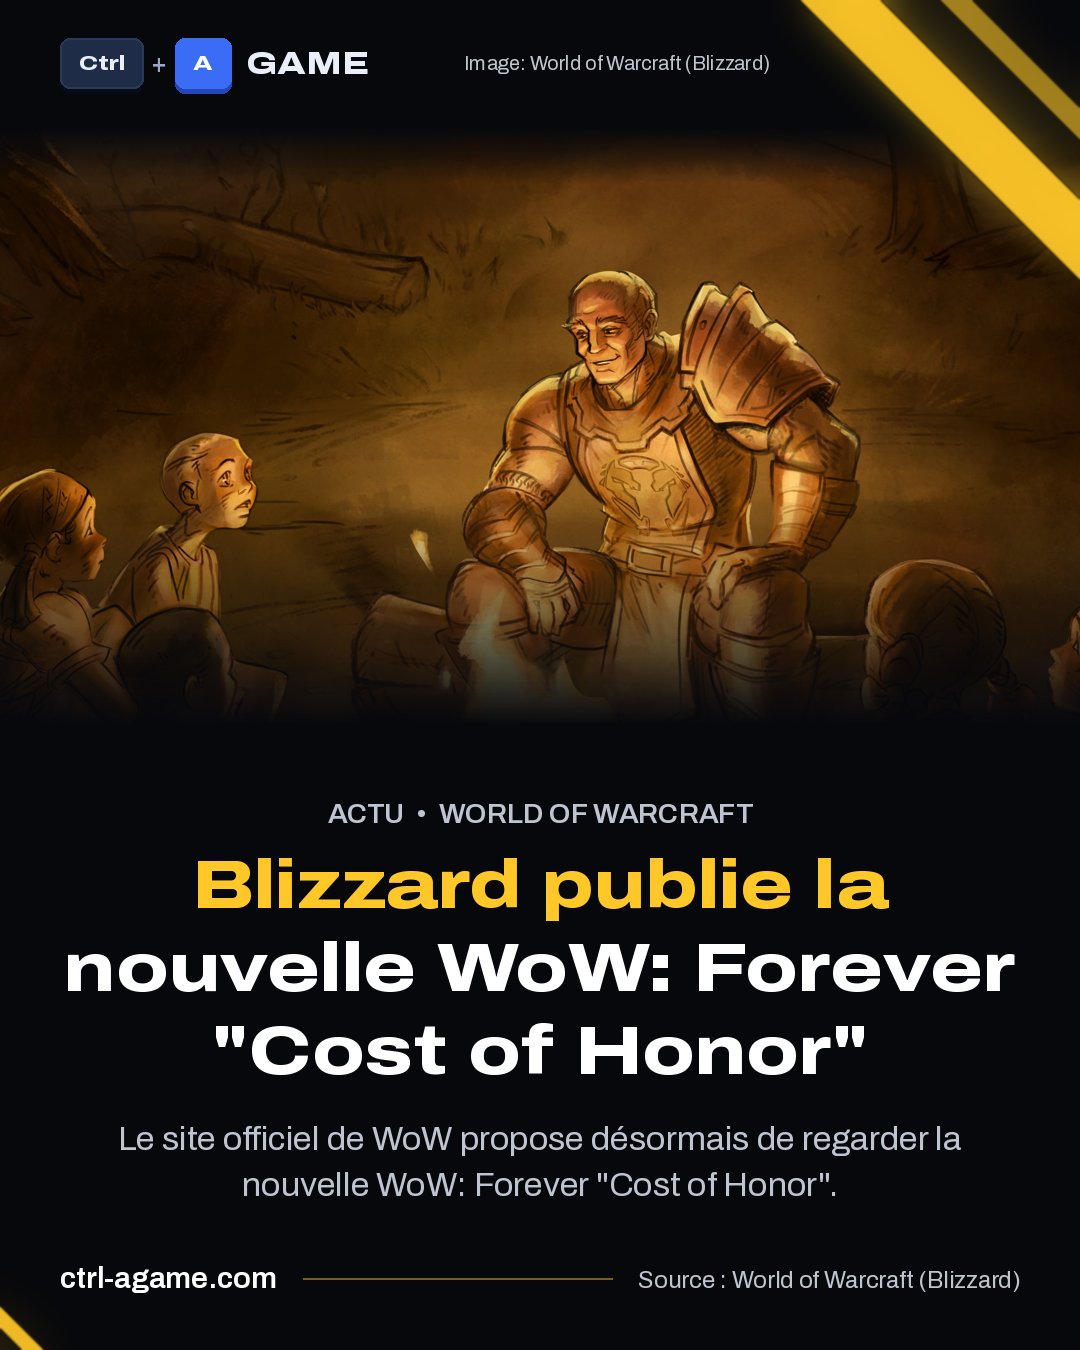 Ctrl + A GAME
Image: World of Warcraft (Blizzard)
ACTU • WORLD OF WARCRAFT
Blizzard publie la
nouvelle WoW: Forever
"Cost of Honor"
Le site officiel de WoW propose désormais de regarder la
nouvelle WoW: Forever "Cost of Honor".
ctrl-agame.com
Source : World of Warcraft (Blizzard)